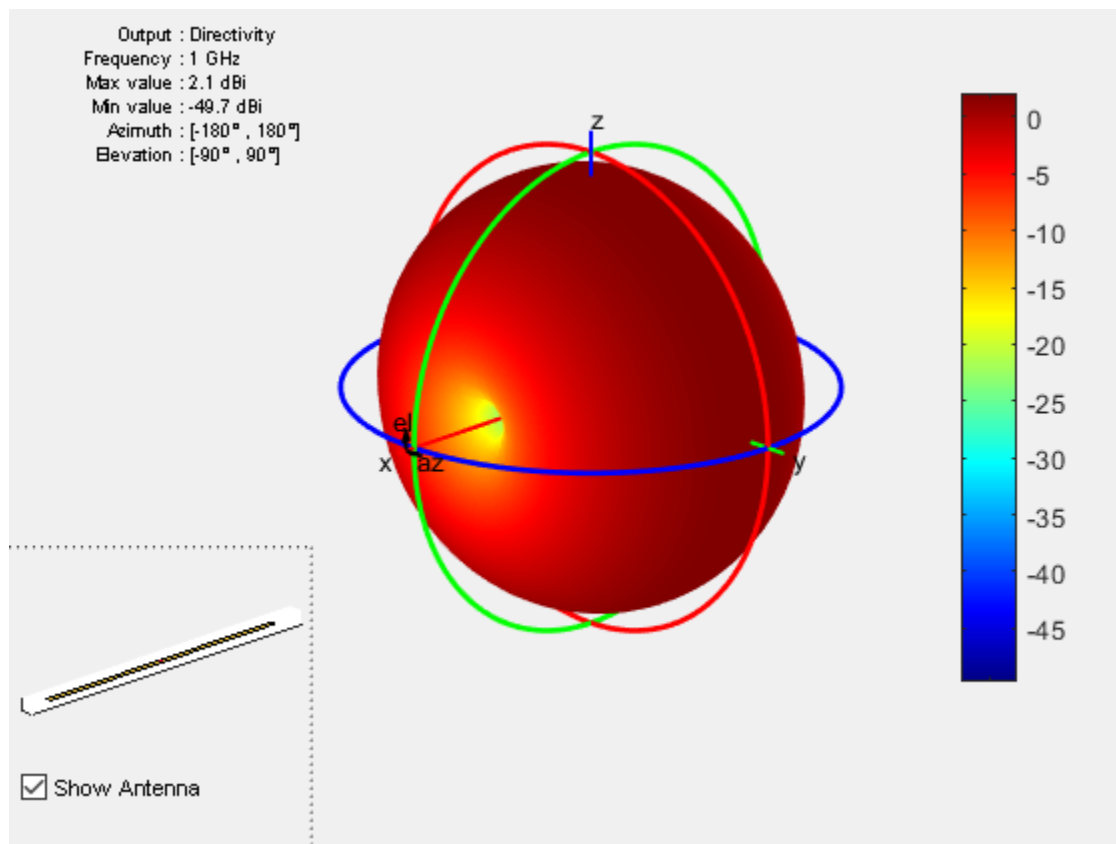 Output : Directivity
Frequency : 1 GHz
Max value : 2.1 dBi
Min value : -49.7 dBi
Azimuth : [-180° , 180°]
Elevation : [-90° , 90°]
z
0
-5
-10
-15
-20
-25
-30
-35
-40
-45
el
x az
y
Show Antenna